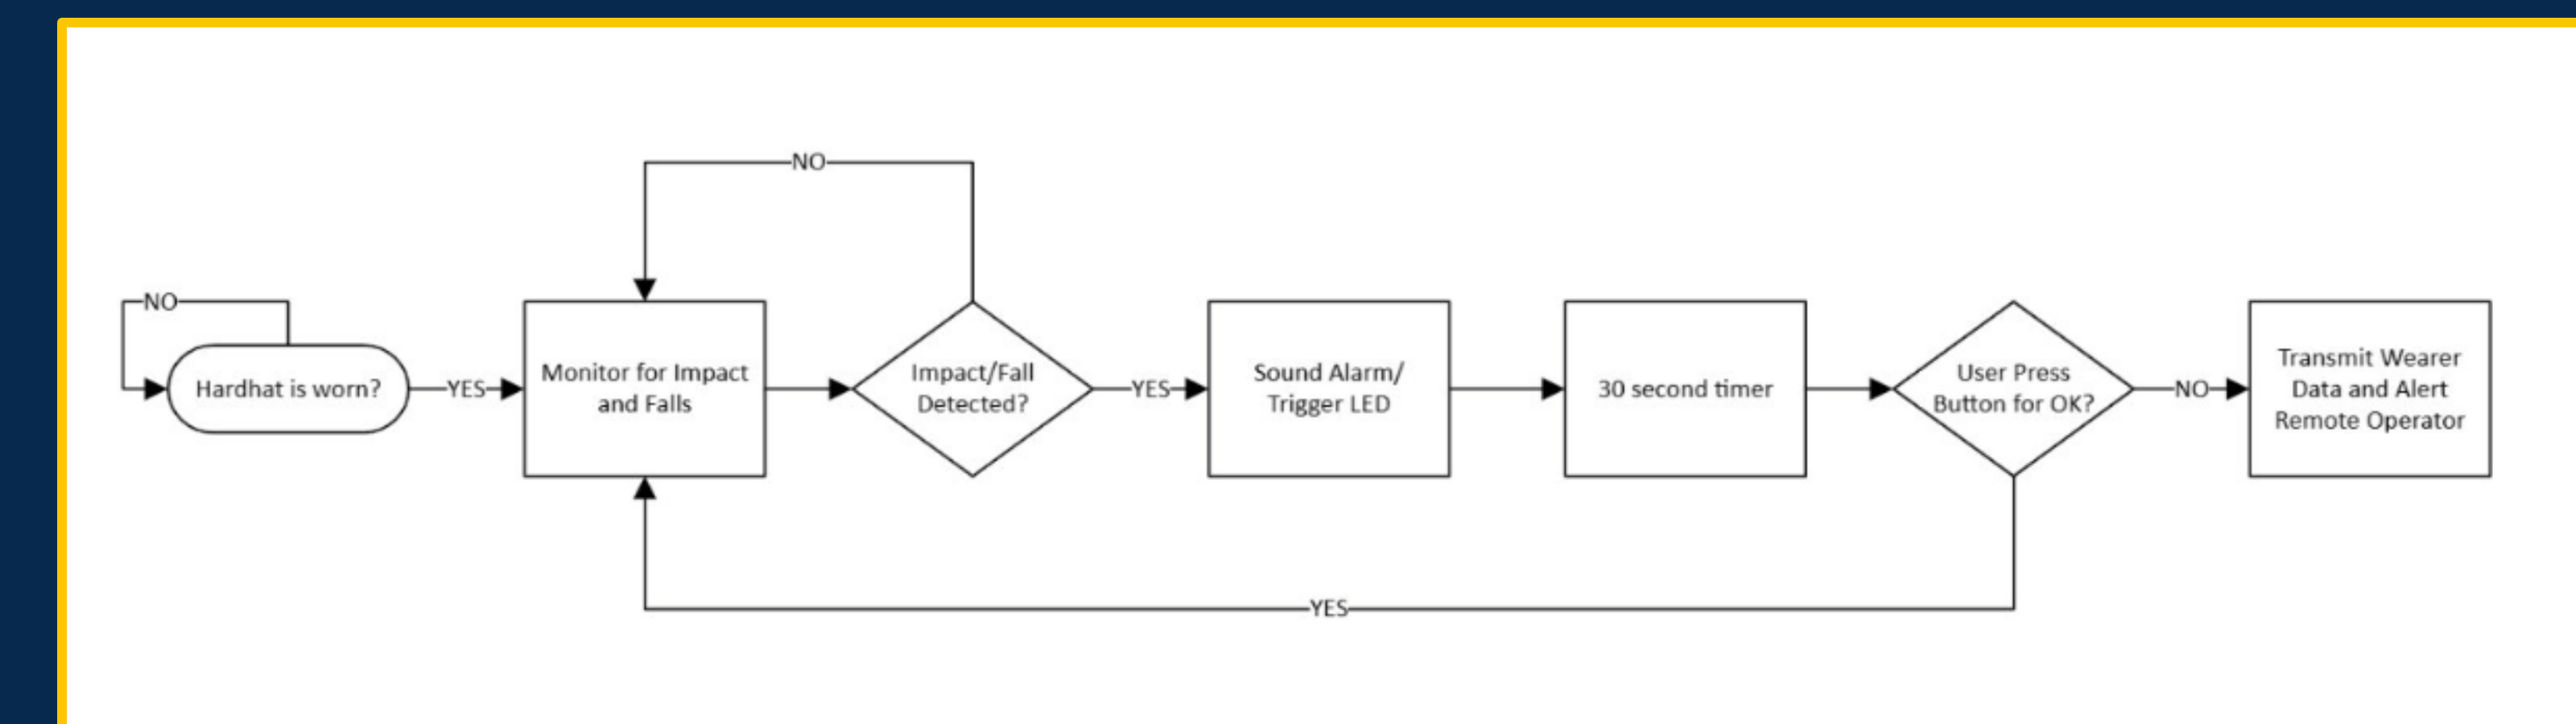 NO
NO
Hardhat is worn?
YES
Monitor for Impact
and Falls
Impact/Fall
Detected?
YES
Sound Alarm/
Trigger LED
30 second timer
User Press
Button for OK?
NO
Transmit Wearer
Data and Alert
Remote Operator
YES